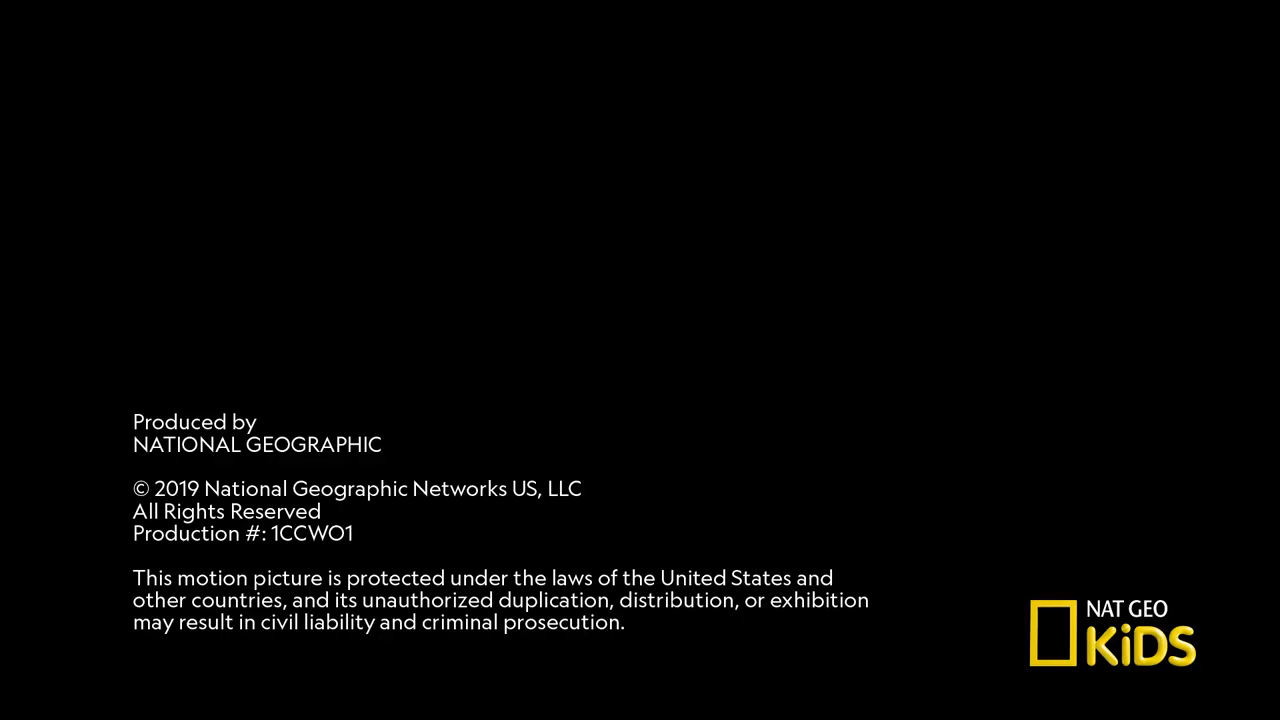 Produced by
NATIONAL GEOGRAPHIC
© 2019 National Geographic Networks US, LLC
All Rights Reserved
Production #: 1CCWO1
This motion picture is protected under the laws of the United States and
other countries, and its unauthorized duplication, distribution, or exhibition
may result in civil liability and criminal prosecution.
NAT GEO
KiDS